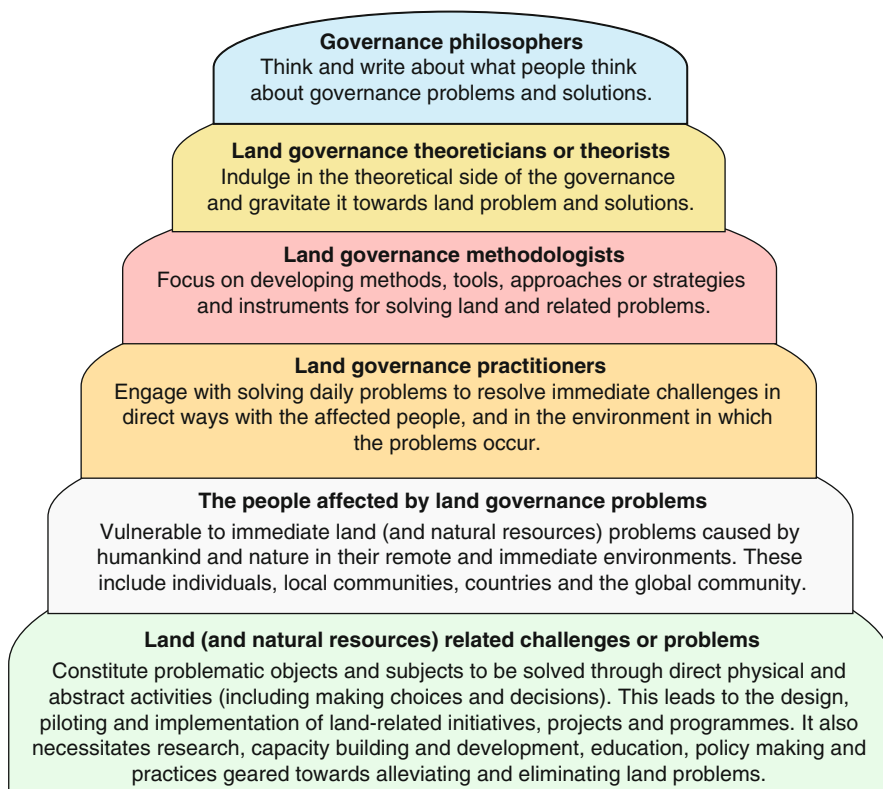 Governance philosophers
Think and write about what people think
about governance problems and solutions.
Land governance theoreticians or theorists
Indulge in the theoretical side of the governance
and gravitate it towards land problem and solutions.
Land governance methodologists
Focus on developing methods, tools, approaches or strategies
and instruments for solving land and related problems.
Land governance practitioners
Engage with solving daily problems to resolve immediate challenges in
direct ways with the affected people, and in the environment in which
the problems occur.
The people affected by land governance problems
Vulnerable to immediate land (and natural resources) problems caused by
humankind and nature in their remote and immediate environments. These
include individuals, local communities, countries and the global community.
Land (and natural resources) related challenges or problems
Constitute problematic objects and subjects to be solved through direct physical and
abstract activities (including making choices and decisions). This leads to the design,
piloting and implementation of land-related initiatives, projects and programmes. It also
necessitates research, capacity building and development, education, policy making and
practices geared towards alleviating and eliminating land problems.